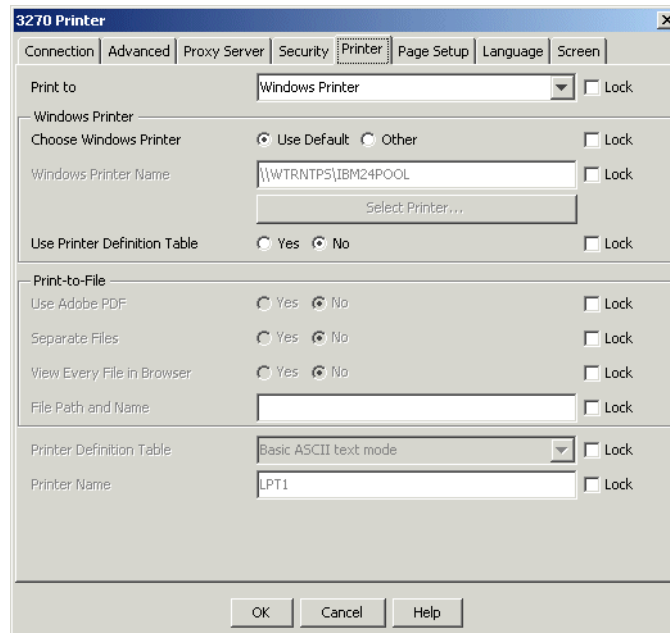 3270 Printer
Connection Advanced Proxy Server Security Printer Page Setup Language Screen
Print to Windows Printer Lock
Windows Printer
Choose Windows Printer Use Default Other Lock
Windows Printer Name \\WTRNTPS\IBM24POOL Lock
Select Printer...
Use Printer Definition Table Yes No Lock
Print-to-File
Use Adobe PDF Yes No Lock
Separate Files Yes No Lock
View Every File in Browser Yes No Lock
File Path and Name Lock
Printer Definition Table Basic ASCII text mode Lock
Printer Name LPT1 Lock
OK Cancel Help